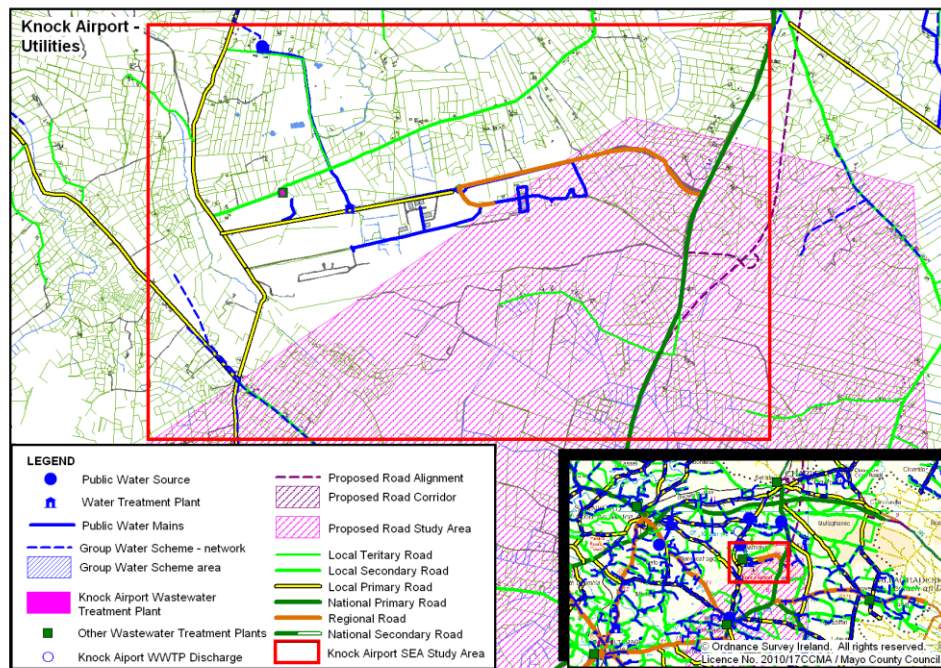 Knock Airport -
Utilities
LEGEND
Public Water Source
Water Treatment Plant
Public Water Mains
Group Water Scheme - network
Group Water Scheme area
Knock Airport Wastewater
Treatment Plant
Other Wastewater Treatment Plants
Knock Aiport WWTP Discharge
Proposed Road Alignment
Proposed Road Corridor
Proposed Road Study Area
Local Teritary Road
Local Secondary Road
Local Primary Road
National Primary Road
Regional Road
National Secondary Road
Knock Airport SEA Study Area
© Ordnance Survey Ireland. All rights reserved.
Licence No. 2010/17CCMA / Mayo County Counci